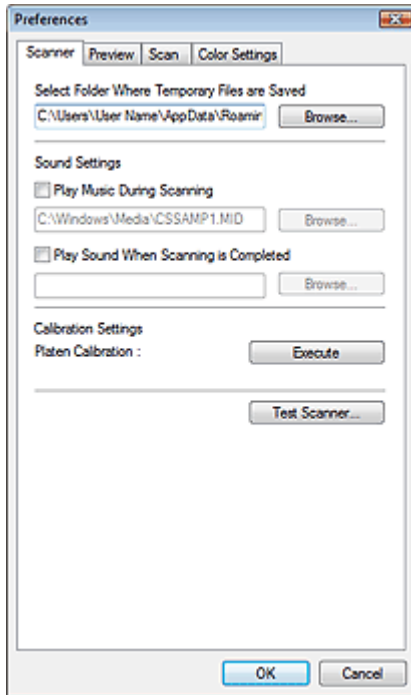 Preferences
Scanner Preview Scan Color Settings
Select Folder Where Temporary Files are Saved
C:\Users\User Name\AppData\Roamin Browse...
Sound Settings
Play Music During Scanning
C:\Windows\Media\CSSAMP1.MID Browse...
Play Sound When Scanning is Completed
Browse...
Calibration Settings
Platen Calibration : Execute
Test Scanner...
OK Cancel